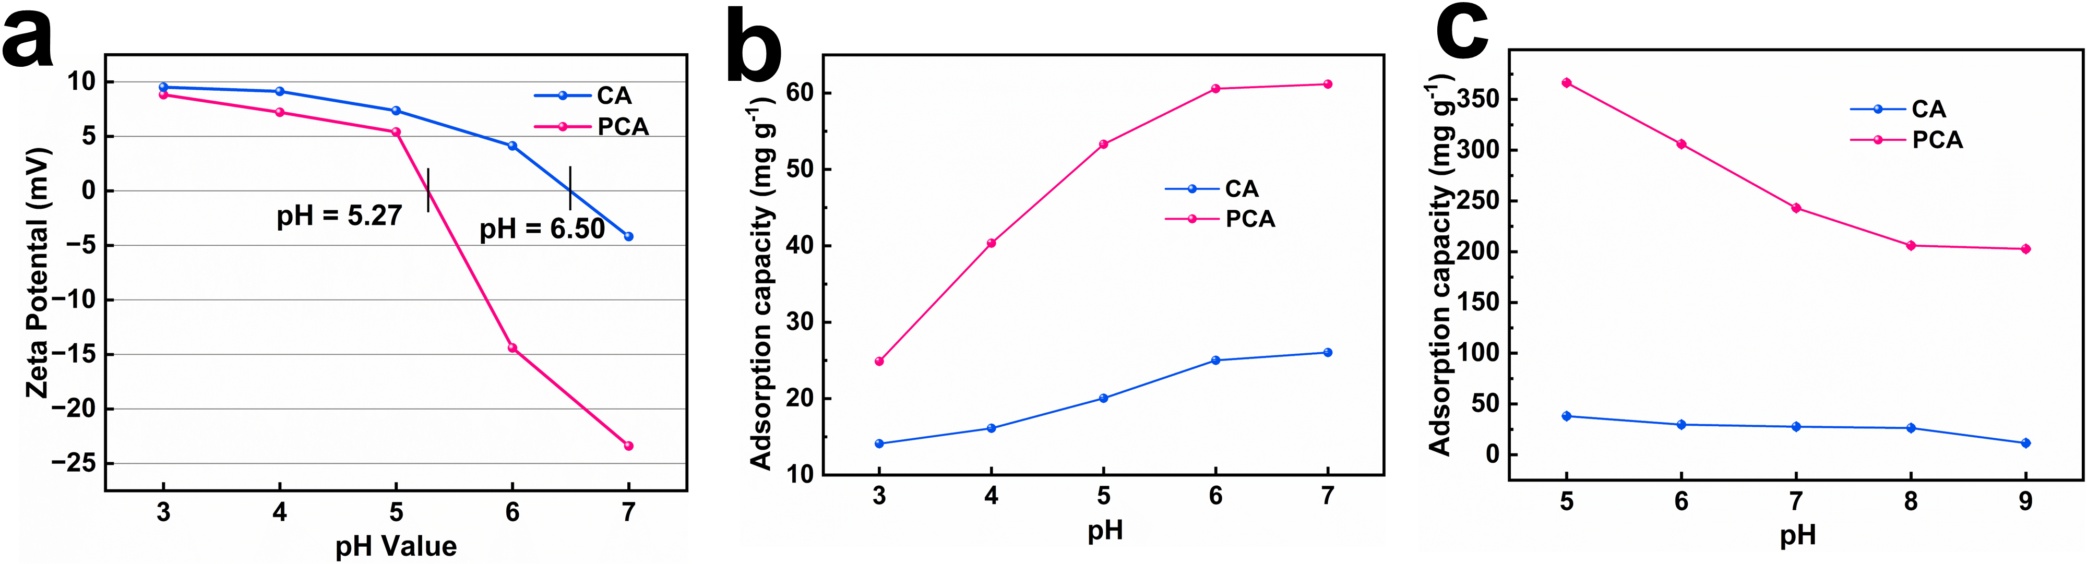 a
Zeta Potental (mV)
10
5
0
−5
−10
−15
−20
−25
CA
PCA
pH = 5.27
pH = 6.50
3 4 5 6 7
pH Value
b
Adsorption capacity (mg g-1)
60
50
40
30
20
10
CA
PCA
3 4 5 6 7
pH
c
Adsorption capacity (mg g-1)
350
300
250
200
150
100
50
0
CA
PCA
5 6 7 8 9
pH